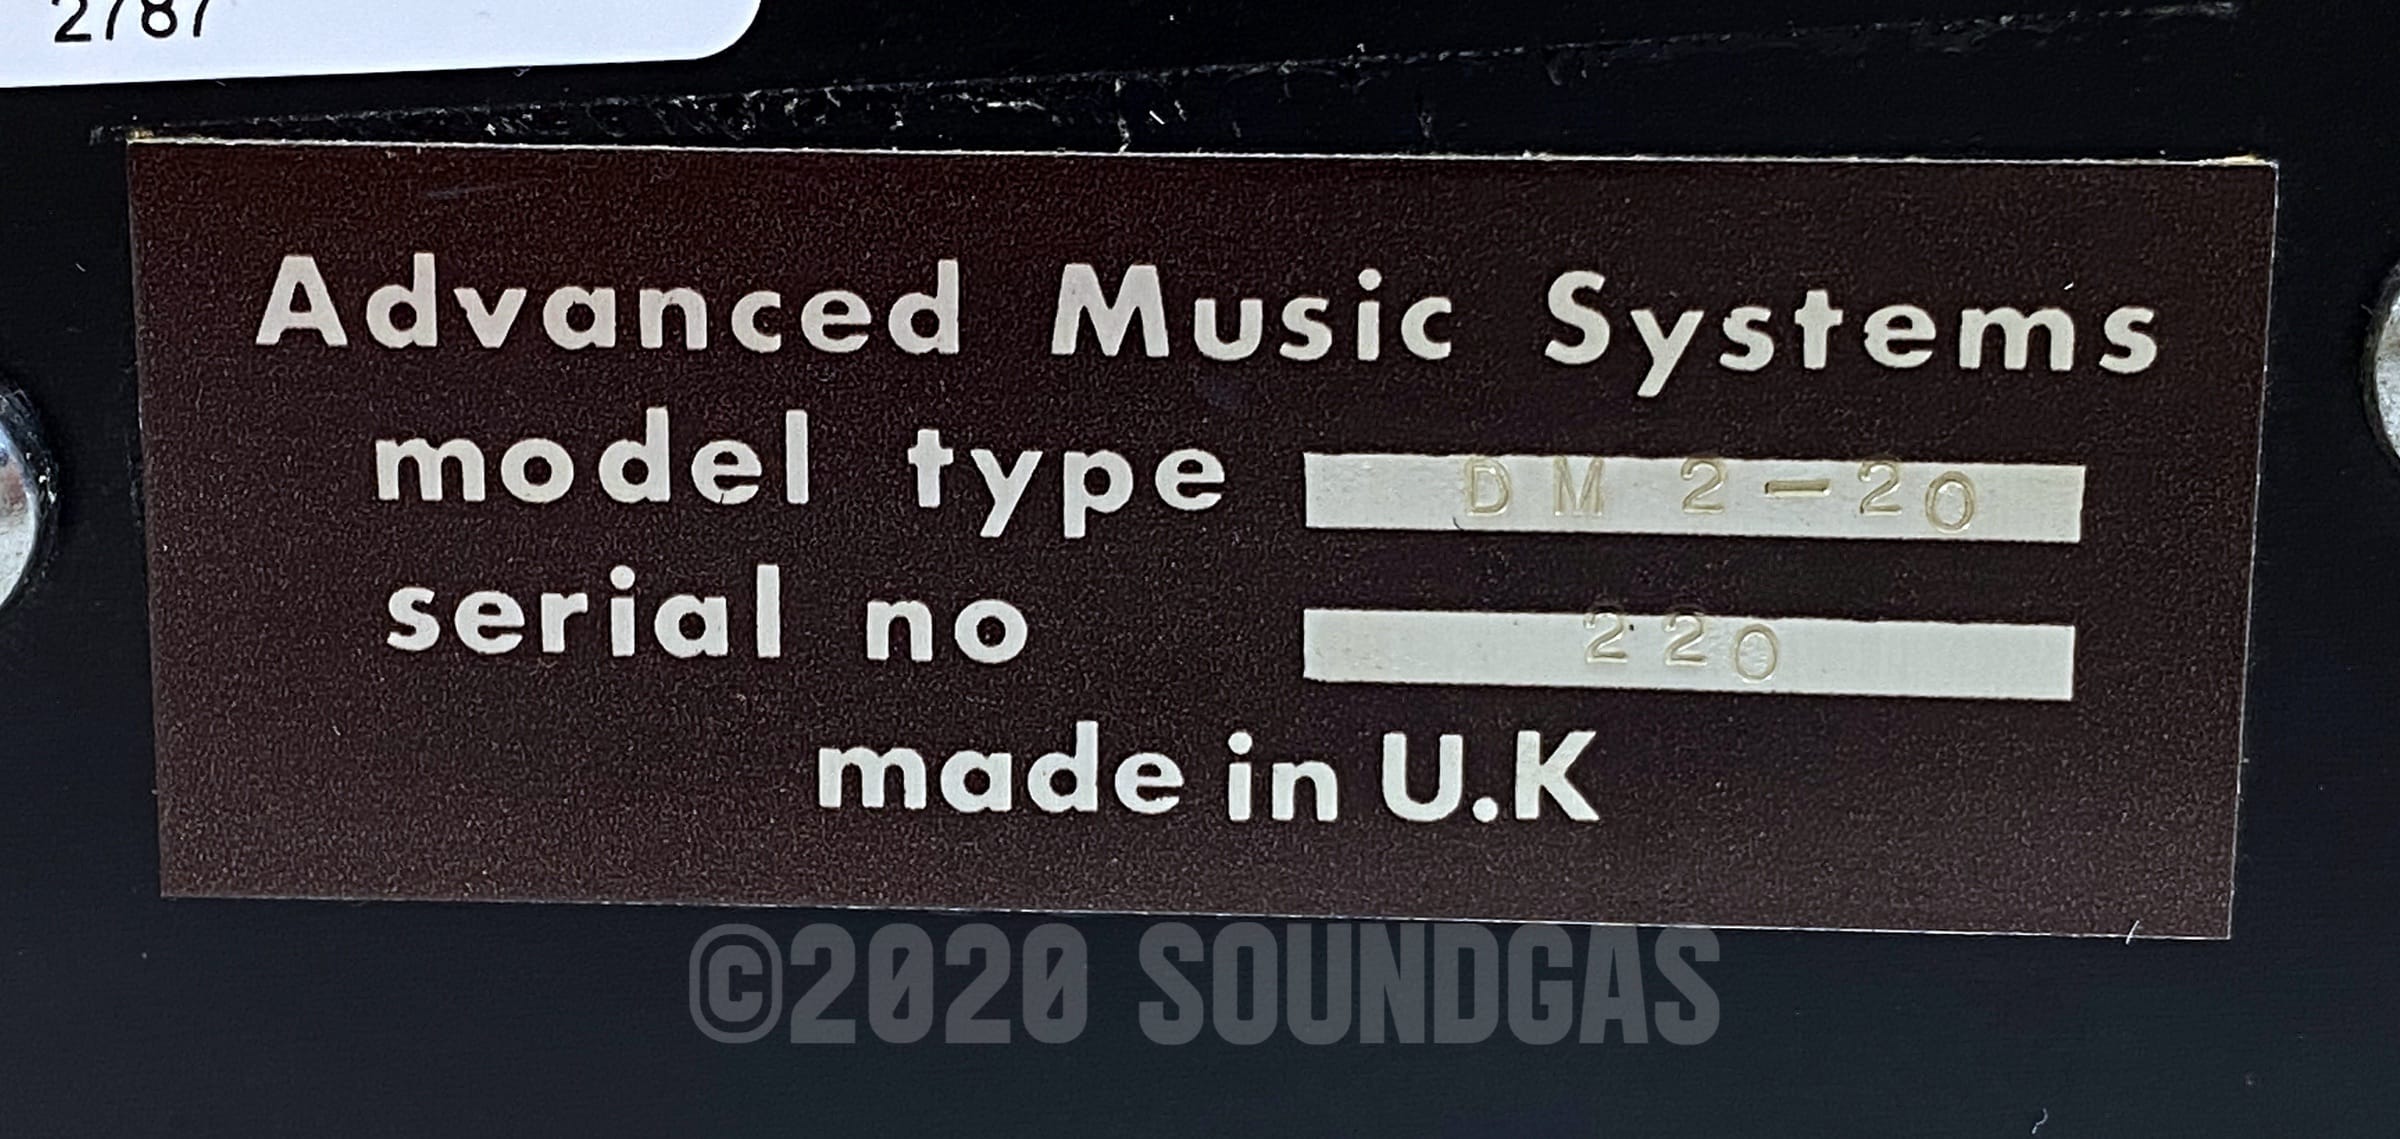 2787
Advanced Music Systems
model type DM 2-20
serial no 220
made in U.K
©2020 SOUNDGAS